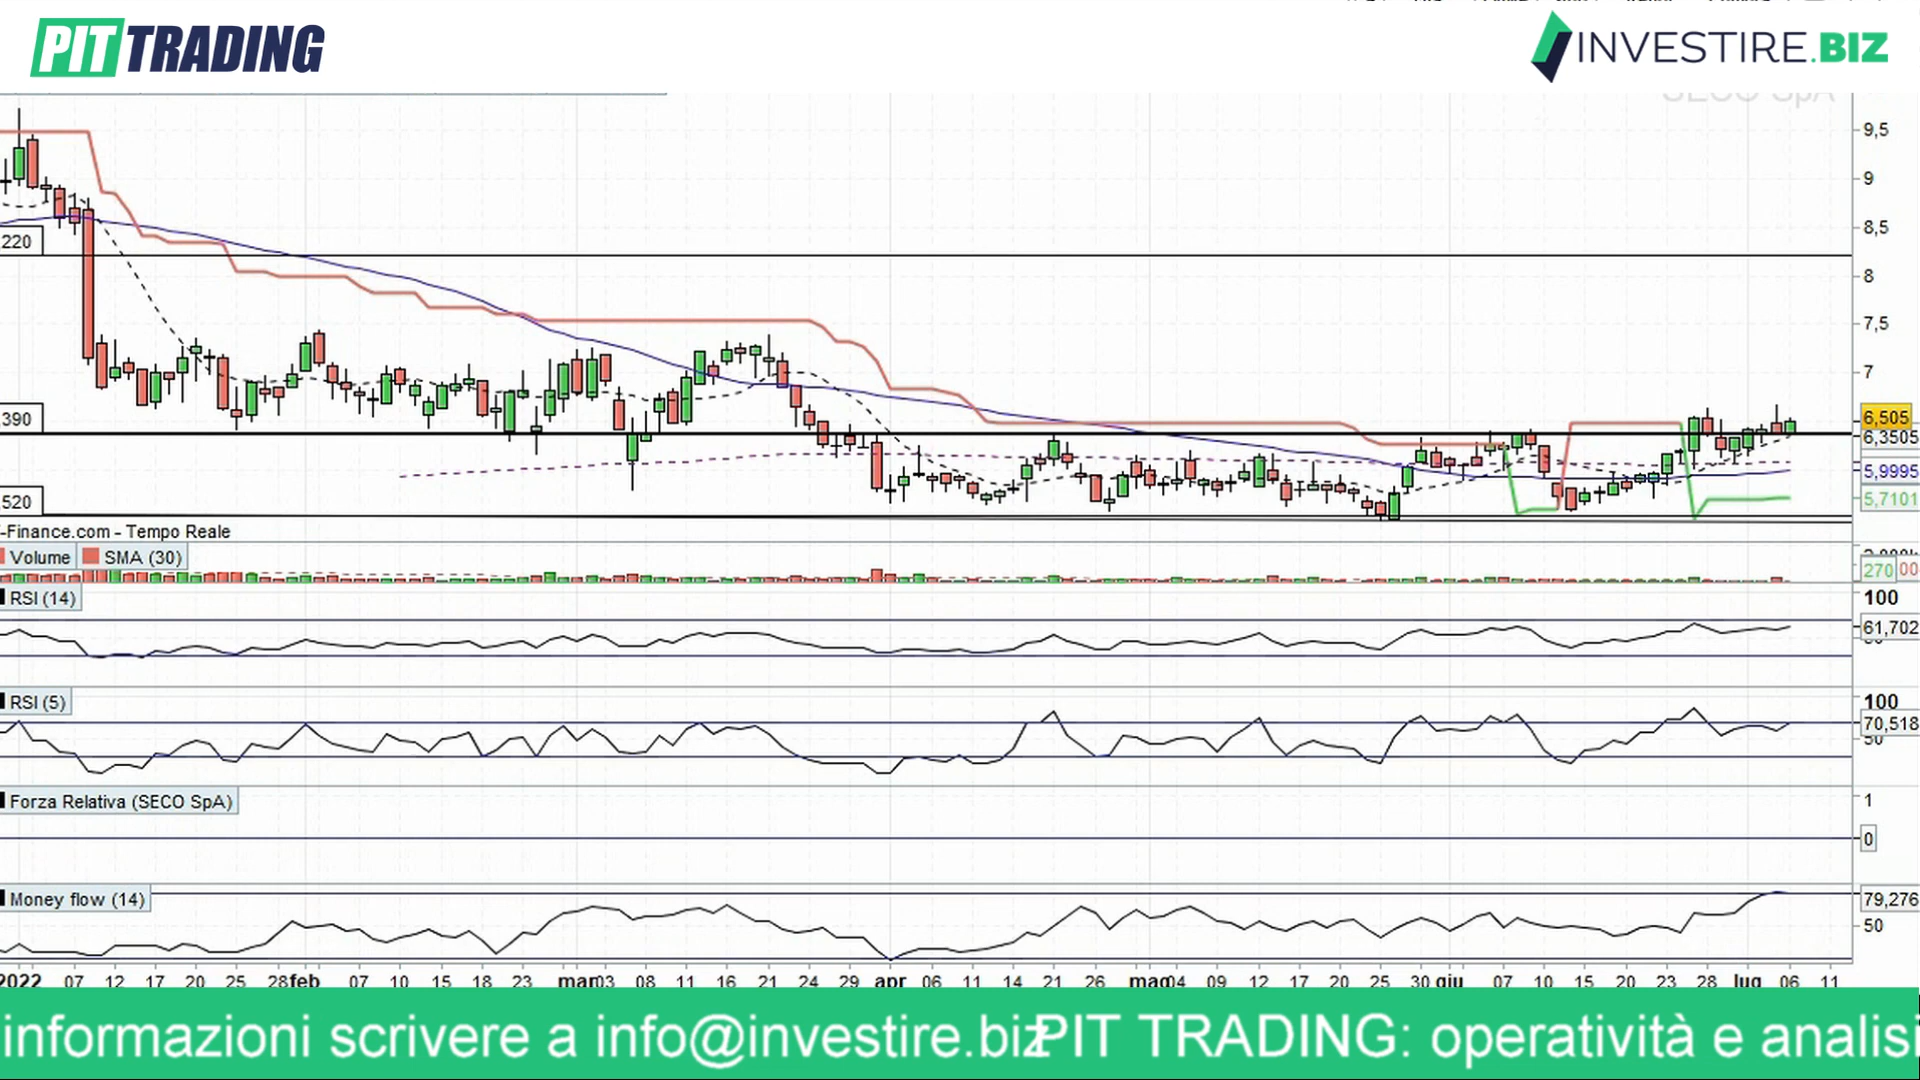 PIT TRADING
INVESTIRE.BIZ
SECO SpA
9,5
9
8,5
220
8
7,5
7
390
6,505
6,3505
5,9995
5,7101
520
-Finance.com - Tempo Reale
Volume SMA (30)
270
RSI (14)
100
61,702
RSI (5)
100
70,518
50
Forza Relativa (SECO SpA)
1
0
Money flow (14)
79,276
50
2022 07 12 17 20 25 28 feb 07 10 15 18 23 mar 03 08 11 16 21 24 29 apr 06 11 14 21 26 mag 04 09 12 17 20 25 30 giu 07 10 15 20 23 28 lug 06 11
informazioni scrivere a info@investire.biz PIT TRADING: operatività e analisi